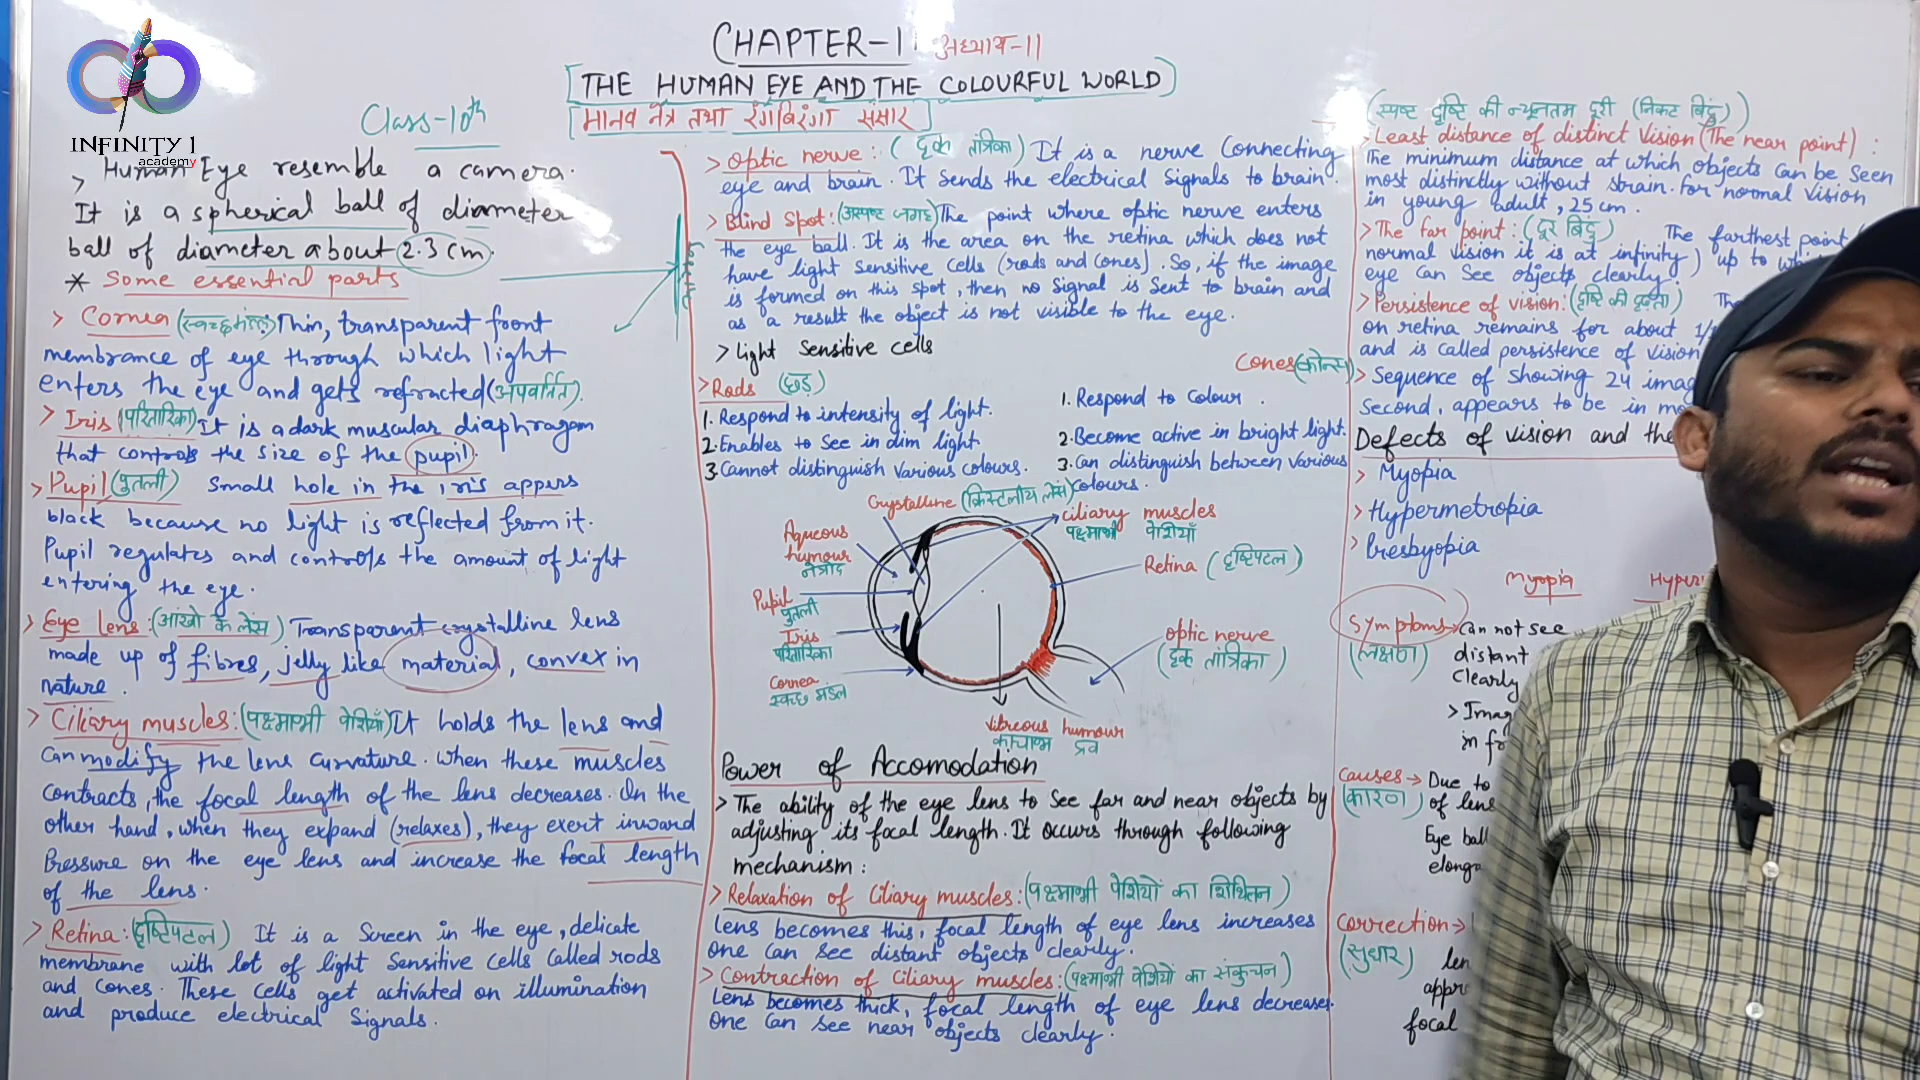 INFINITY 1
academy
CHAPTER-11 अध्याय-11
THE HUMAN EYE AND THE COLOURFUL WORLD
मानव नेत्र तथा रंगबिरंगा संसार
Class-10th
> Human Eye resemble a camera.
It is a spherical ball of diameter
ball of diameter about 2.3 cm.
* Some essential parts
> Cornea (स्वच्छ मंडल) Thin, transparent front
membrance of eye through which light
enters the eye and gets refracted (अपवर्तित).
> Iris (परितारिका) It is a dark muscular diaphragm
that controls the size of the pupil.
> Pupil (पुतली) Small hole in the iris appers
black because no light is reflected from it.
Pupil regulates and controls the amount of light
entering the eye.
> Eye lens: (आंखो के लेंस) Transparent crystalline lens
made up of fibres, jelly like material, convex in
nature.
> Ciliary muscles: (पक्ष्माभी पेशियाँ) It holds the lens and
can modify the lens curvature. When these muscles
contracts, the focal length of the lens decreases. On the
other hand, when they expand (relaxes), they exert inward
Pressure on the eye lens and increase the focal length
of the lens.
> Retina: (दृष्टिपटल) It is a Screen in the eye, delicate
membrane with lot of light sensitive cells called rods
and cones. These cells get activated on illumination
and produce electrical Signals.
> Optic nerve: (दृक तंत्रिका) It is a nerve connecting
eye and brain. It Sends the electrical Signals to brain.
> Blind spot: (अस्पष्ट जगह) The point where optic nerve enters
the eye ball. It is the area on the retina which does not
have light sensitive cells (rods and cones). So, if the image
is formed on this spot, then no signal is sent to brain and
as a result the object is not visible to the eye.
> Light Sensitive cells
> Rods (छड़)
1. Respond to intensity of light.
2. Enables to see in dim light
3. Cannot distinguish various colours.
Cones (कोन्स)
1. Respond to Colour.
2. Become active in bright light.
3. Can distinguish between various
Colours.
Crystalline (क्रिस्टलीय लेंस)
Aqueous
humour
नेत्रोद
Pupil
पुतली
Iris
परितारिका
Cornea
स्वच्छ मंडल
ciliary muscles
पक्ष्माभी पेशियाँ
Retina (दृष्टिपटल)
optic nerve
(दृक तांत्रिका)
vibreous humour
काचाभ द्रव
Power of Accomodation
> The ability of the eye lens to see far and near objects by
adjusting its focal length. It occurs through following
mechanism:
> Relaxation of Ciliary muscles: (पक्ष्माभी पेशियों का शिथिलन)
Lens becomes this, focal length of eye lens increases
one can see distant objects clearly.
> Contraction of ciliary muscles: (पक्ष्माभी पेशियों का संकुचन)
Lens becomes thick, focal length of eye lens decreases.
One can see near objects clearly.
(स्पष्ट दृष्टि की न्यूनतम दूरी (निकट बिंदु))
> Least distance of distinct Vision (The near point):
The minimum distance at which objects can be seen
most distinctly without strain. for normal vision
in young adult, 25 cm.
> The far point: (दूर बिंदु) The farthest point
normal vision it is at infinity) up to
eye can see objects clearly.
> Persistence of vision: (दृष्टि की दृढ़ता)
on retina remains for about 1/
and is called persistence of vision
> Sequence of showing 24
Second, appears to be in
Defects of vision and
> Myopia
> Hypermetropia
> Presbyopia
Myopia
Symptoms → can not see
(लक्षण) distant
clearly
> Imag
in
causes → Due to
(कारण) of lens
Eye ball
elonga
correction →
(सुधार)
focal